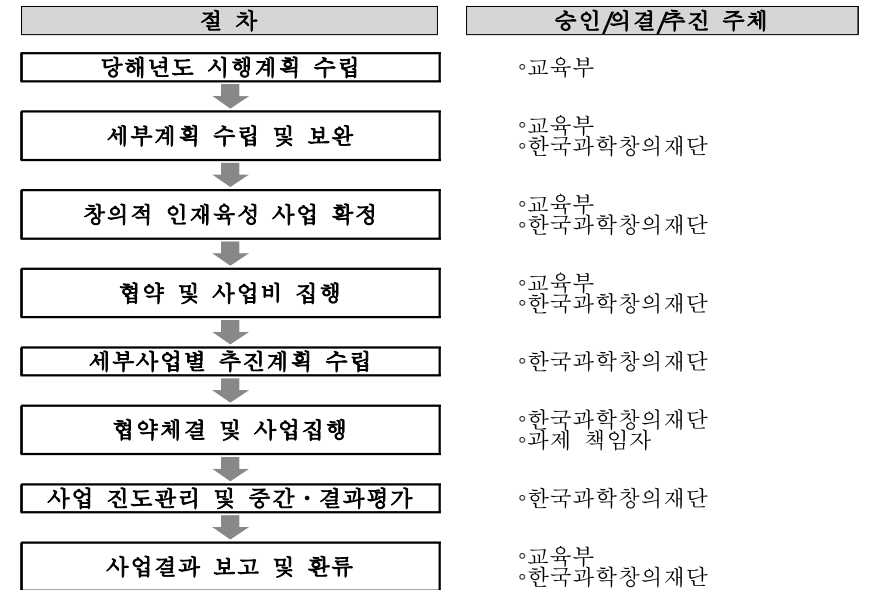 절 차 승인/의결/추진 주체
당해년도 시행계획 수립 ◦교육부
세부계획 수립 및 보완 ◦교육부
◦한국과학창의재단
창의적 인재육성 사업 확정 ◦교육부
◦한국과학창의재단
협약 및 사업비 집행 ◦교육부
◦한국과학창의재단
세부사업별 추진계획 수립 ◦한국과학창의재단
협약체결 및 사업집행 ◦한국과학창의재단
◦과제 책임자
사업 진도관리 및 중간·결과평가 ◦한국과학창의재단
사업결과 보고 및 환류 ◦교육부
◦한국과학창의재단